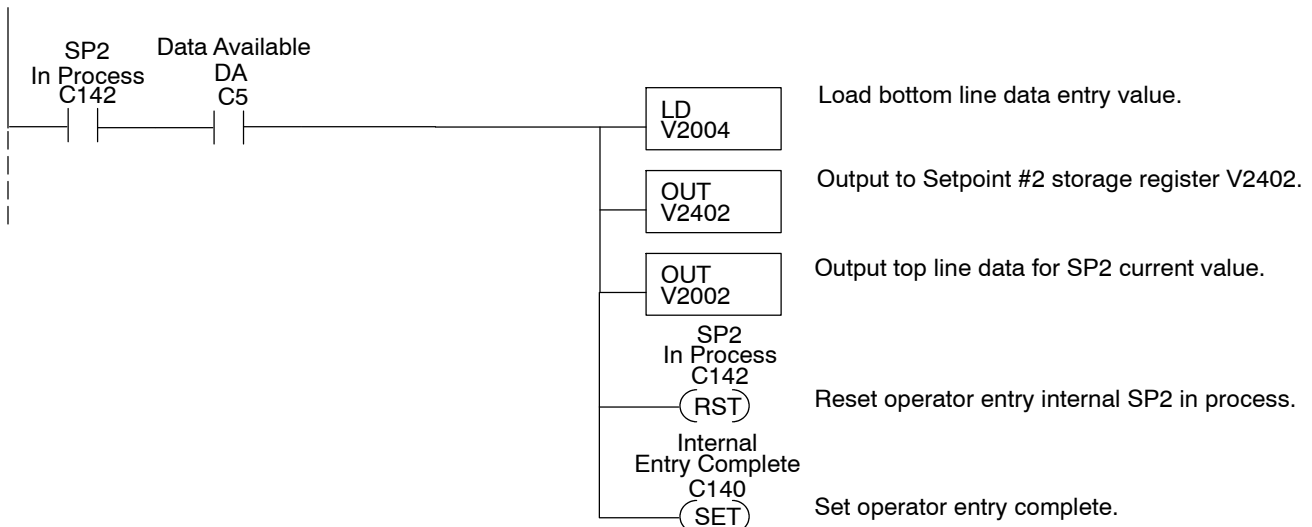 SP2
In Process
C142
Data Available
DA
C5
LD
V2004
Load bottom line data entry value.
OUT
V2402
Output to Setpoint #2 storage register V2402.
OUT
V2002
Output top line data for SP2 current value.
SP2
In Process
C142
RST
Reset operator entry internal SP2 in process.
Internal
Entry Complete
C140
SET
Set operator entry complete.